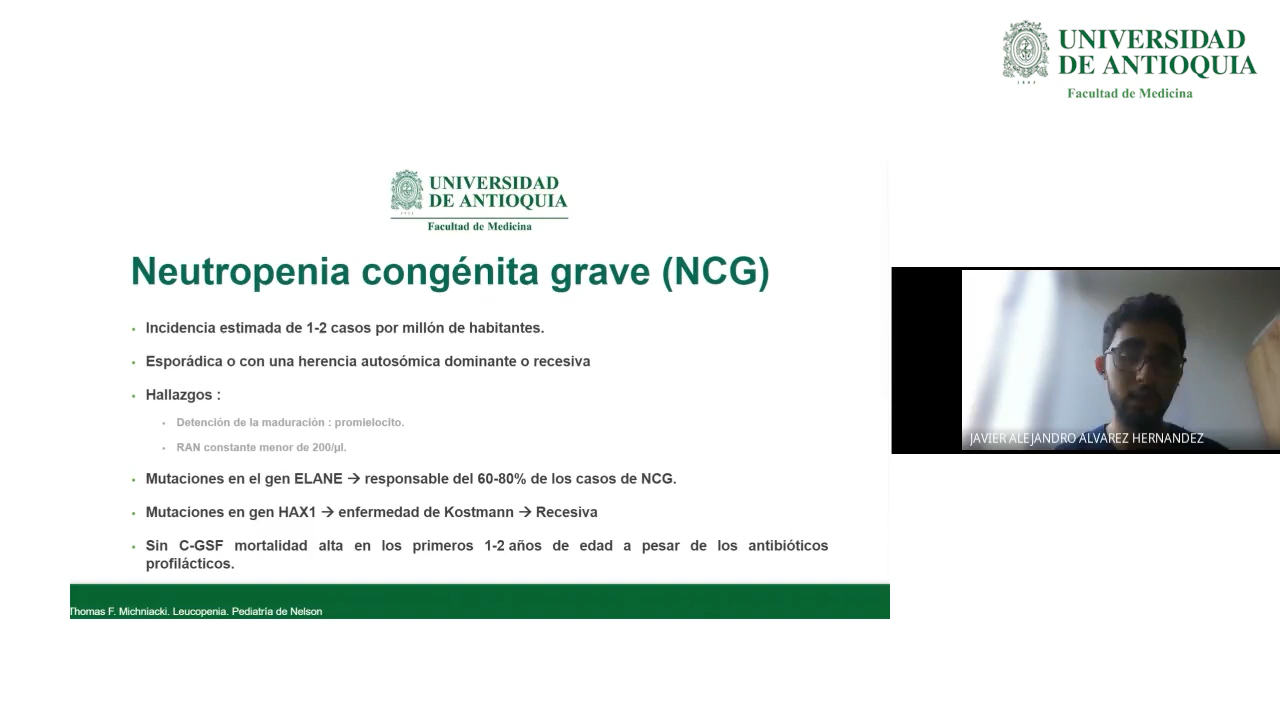 UNIVERSIDAD
DE ANTIOQUIA
1803
Facultad de Medicina
UNIVERSIDAD
DE ANTIOQUIA
1803
Facultad de Medicina
Neutropenia congénita grave (NCG)
• Incidencia estimada de 1-2 casos por millón de habitantes.
• Esporádica o con una herencia autosómica dominante o recesiva
• Hallazgos :
• Detención de la maduración : promielocito.
• RAN constante menor de 200/µl.
• Mutaciones en el gen ELANE → responsable del 60-80% de los casos de NCG.
• Mutaciones en gen HAX1 → enfermedad de Kostmann → Recesiva
• Sin C-GSF mortalidad alta en los primeros 1-2 años de edad a pesar de los antibióticos
profilácticos.
Thomas F. Michniacki. Leucopenia. Pediatría de Nelson
JAVIER ALEJANDRO ALVAREZ HERNANDEZ